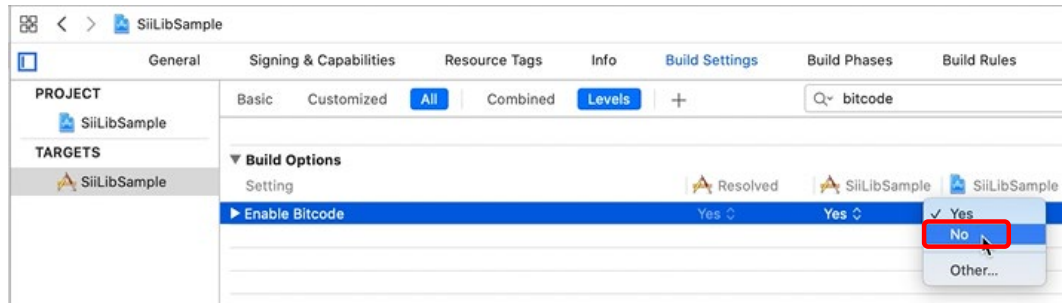 SiiLibSample
General Signing & Capabilities Resource Tags Info Build Settings Build Phases Build Rules
PROJECT
Basic Customized All Combined Levels + bitcode
SiiLibSample
TARGETS
Build Options
SiiLibSample
Setting Resolved SiiLibSample SiiLibSample
Enable Bitcode Yes Yes ✓ Yes
No
Other...